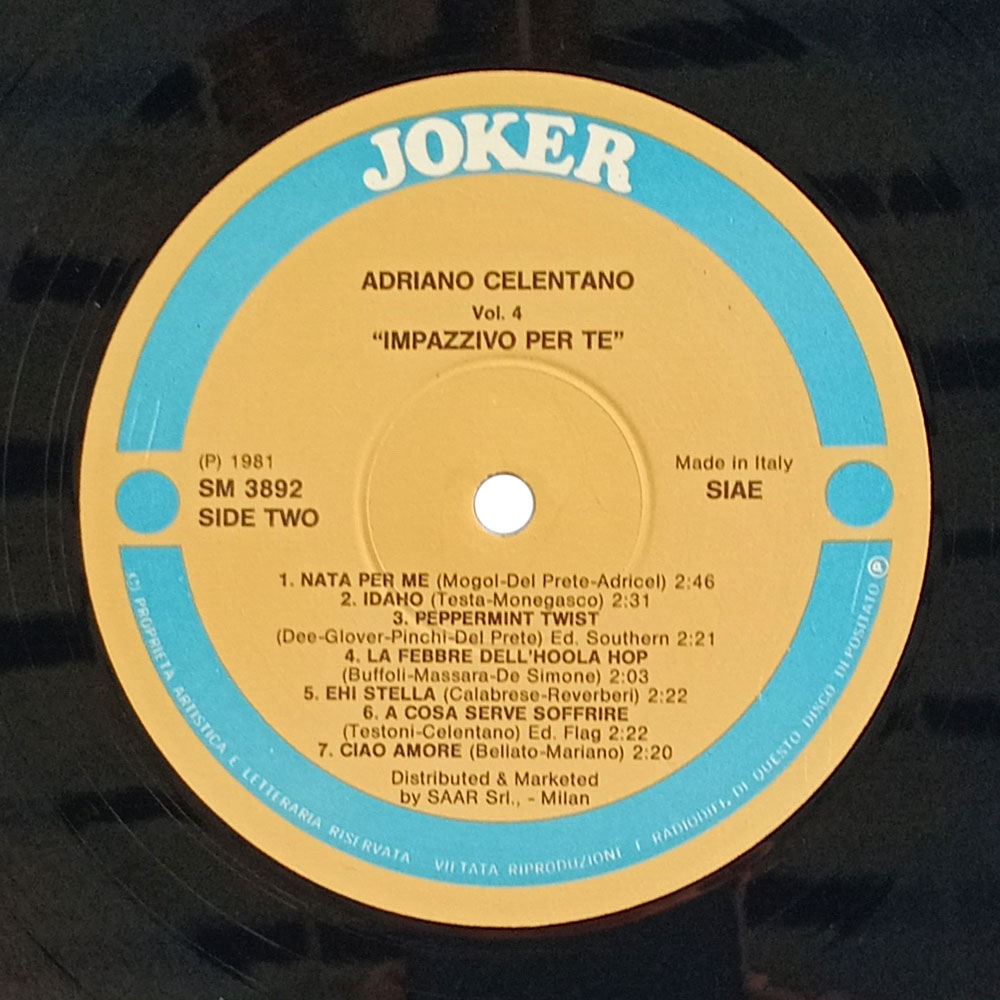 JOKER
ADRIANO CELENTANO
Vol. 4
“IMPAZZIVO PER TE”
(P) 1981
SM 3892
SIDE TWO
Made in Italy
SIAE
1. NATA PER ME (Mogol-Del Prete-Adricel) 2:46
2. IDAHO (Testa-Monegasco) 2:31
3. PEPPERMINT TWIST
(Dee-Glover-Pinchi-Del Prete) Ed. Southern 2:21
4. LA FEBBRE DELL'HOOLA HOP
(Buffoli-Massara-De Simone) 2:03
5. EHI STELLA (Calabrese-Reverberi) 2:22
6. A COSA SERVE SOFFRIRE
(Testoni-Celentano) Ed. Flag 2:22
7. CIAO AMORE (Bellato-Mariano) 2:20
Distributed & Marketed
by SAAR Srl., - Milan
(C) PROPRIETA ARTISTICA E LETTERARIA RISERVATA VIETATA RIPRODUZIONE E RADIODIF. DI QUESTO DISCO DEPOSITATO Ⓟ